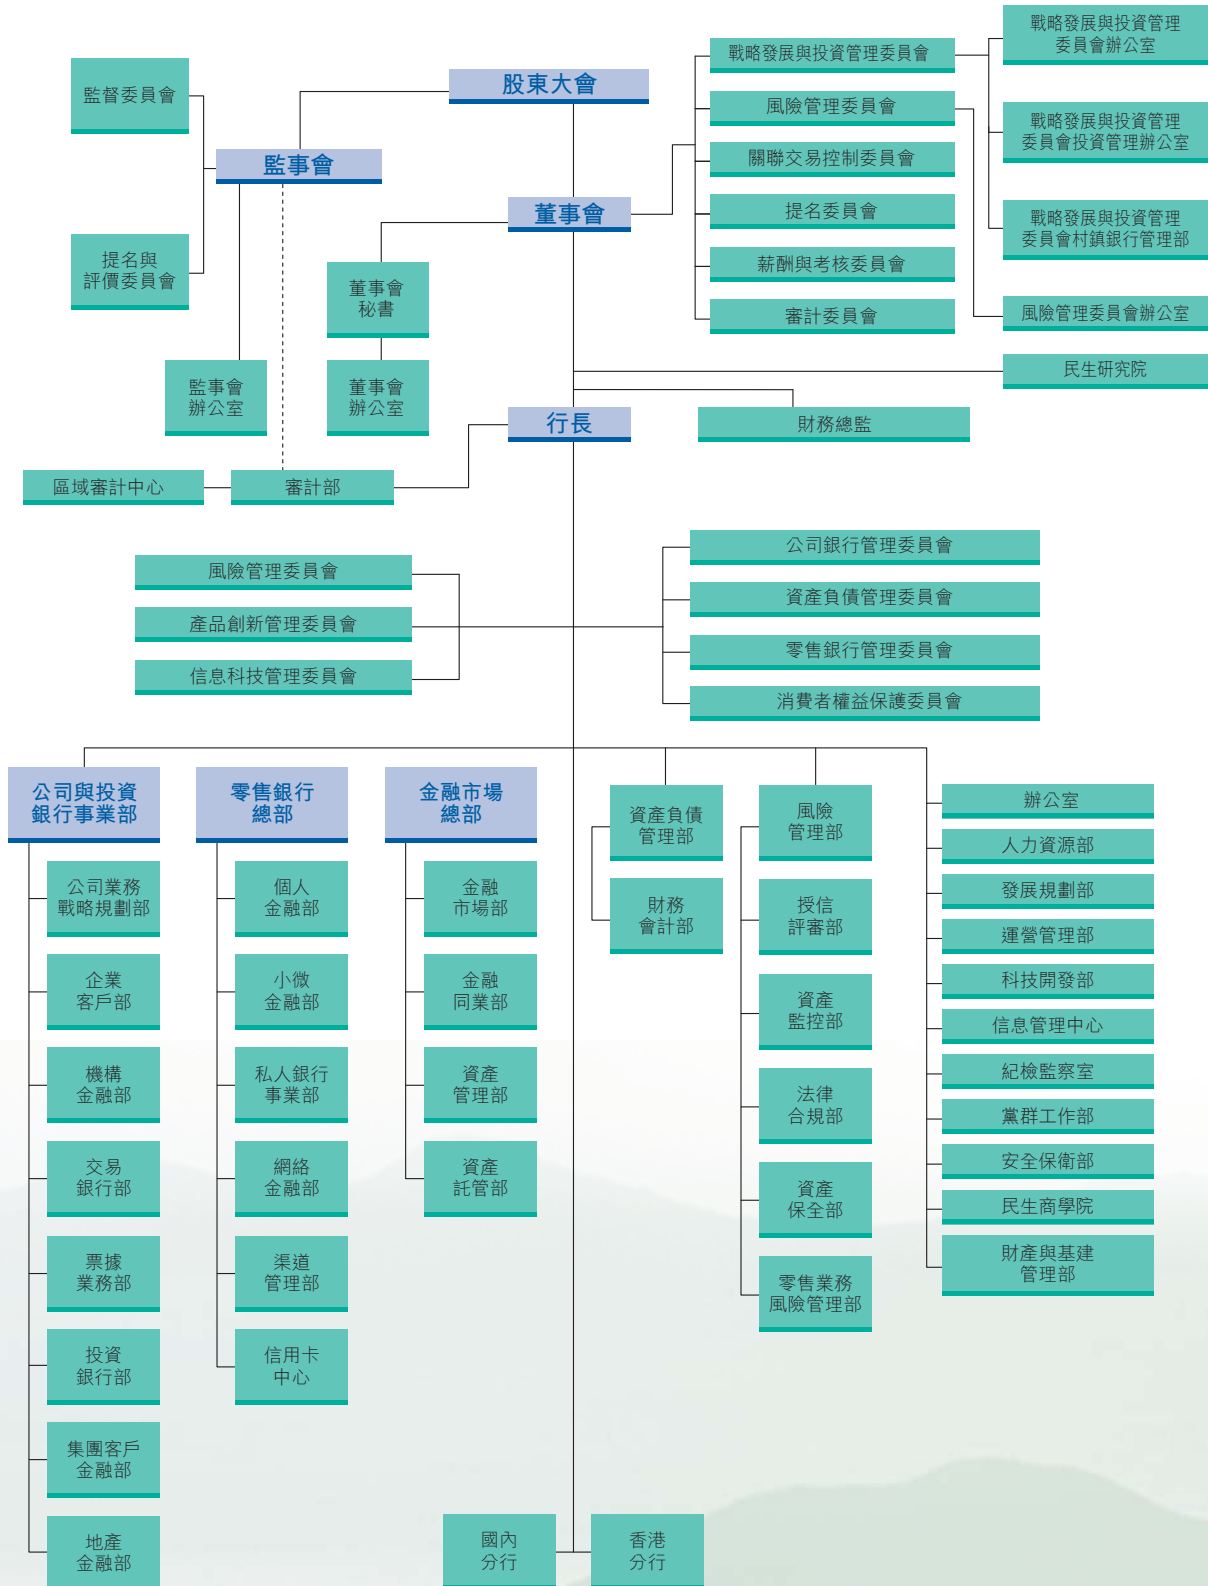 股東大會
監督委員會
監事會
提名與
評價委員會
董事會
董事會
秘書
監事會
辦公室
董事會
辦公室
戰略發展與投資管理委員會
風險管理委員會
關聯交易控制委員會
提名委員會
薪酬與考核委員會
審計委員會
戰略發展與投資管理
委員會辦公室
戰略發展與投資管理
委員會投資管理辦公室
戰略發展與投資管理
委員會村鎮銀行管理部
風險管理委員會辦公室
民生研究院
行長
財務總監
區域審計中心
審計部
風險管理委員會
產品創新管理委員會
信息科技管理委員會
公司銀行管理委員會
資產負債管理委員會
零售銀行管理委員會
消費者權益保護委員會
公司與投資
銀行事業部
公司業務
戰略規劃部
企業
客戶部
機構
金融部
交易
銀行部
票據
業務部
投資
銀行部
集團客戶
金融部
地產
金融部
零售銀行
總部
個人
金融部
小微
金融部
私人銀行
事業部
網絡
金融部
渠道
管理部
信用卡
中心
金融市場
總部
金融
市場部
金融
同業部
資產
管理部
資產
託管部
資產負債
管理部
財務
會計部
風險
管理部
授信
評審部
資產
監控部
法律
合規部
資產
保全部
零售業務
風險管理部
辦公室
人力資源部
發展規劃部
運營管理部
科技開發部
信息管理中心
紀檢監察室
黨群工作部
安全保衛部
民生商學院
財產與基建
管理部
國內
分行
香港
分行